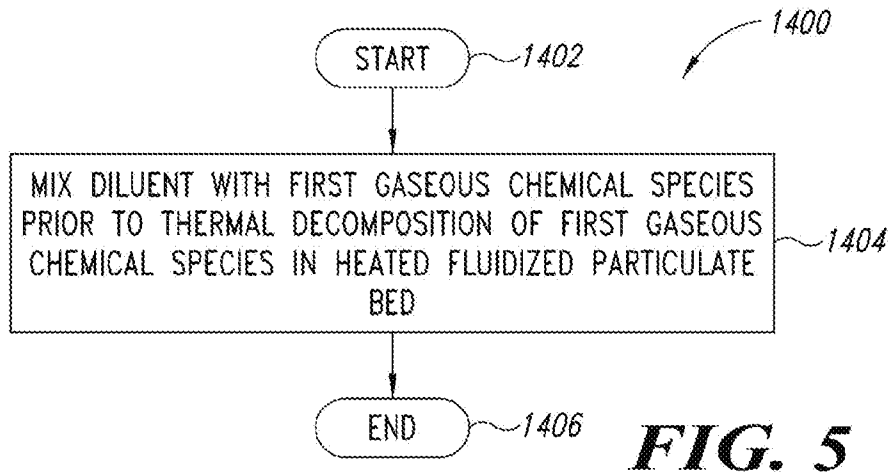 1400
START
1402
MIX DILUENT WITH FIRST GASEOUS CHEMICAL SPECIES
PRIOR TO THERMAL DECOMPOSITION OF FIRST GASEOUS
CHEMICAL SPECIES IN HEATED FLUIDIZED PARTICULATE
BED
1404
END
1406
FIG. 5